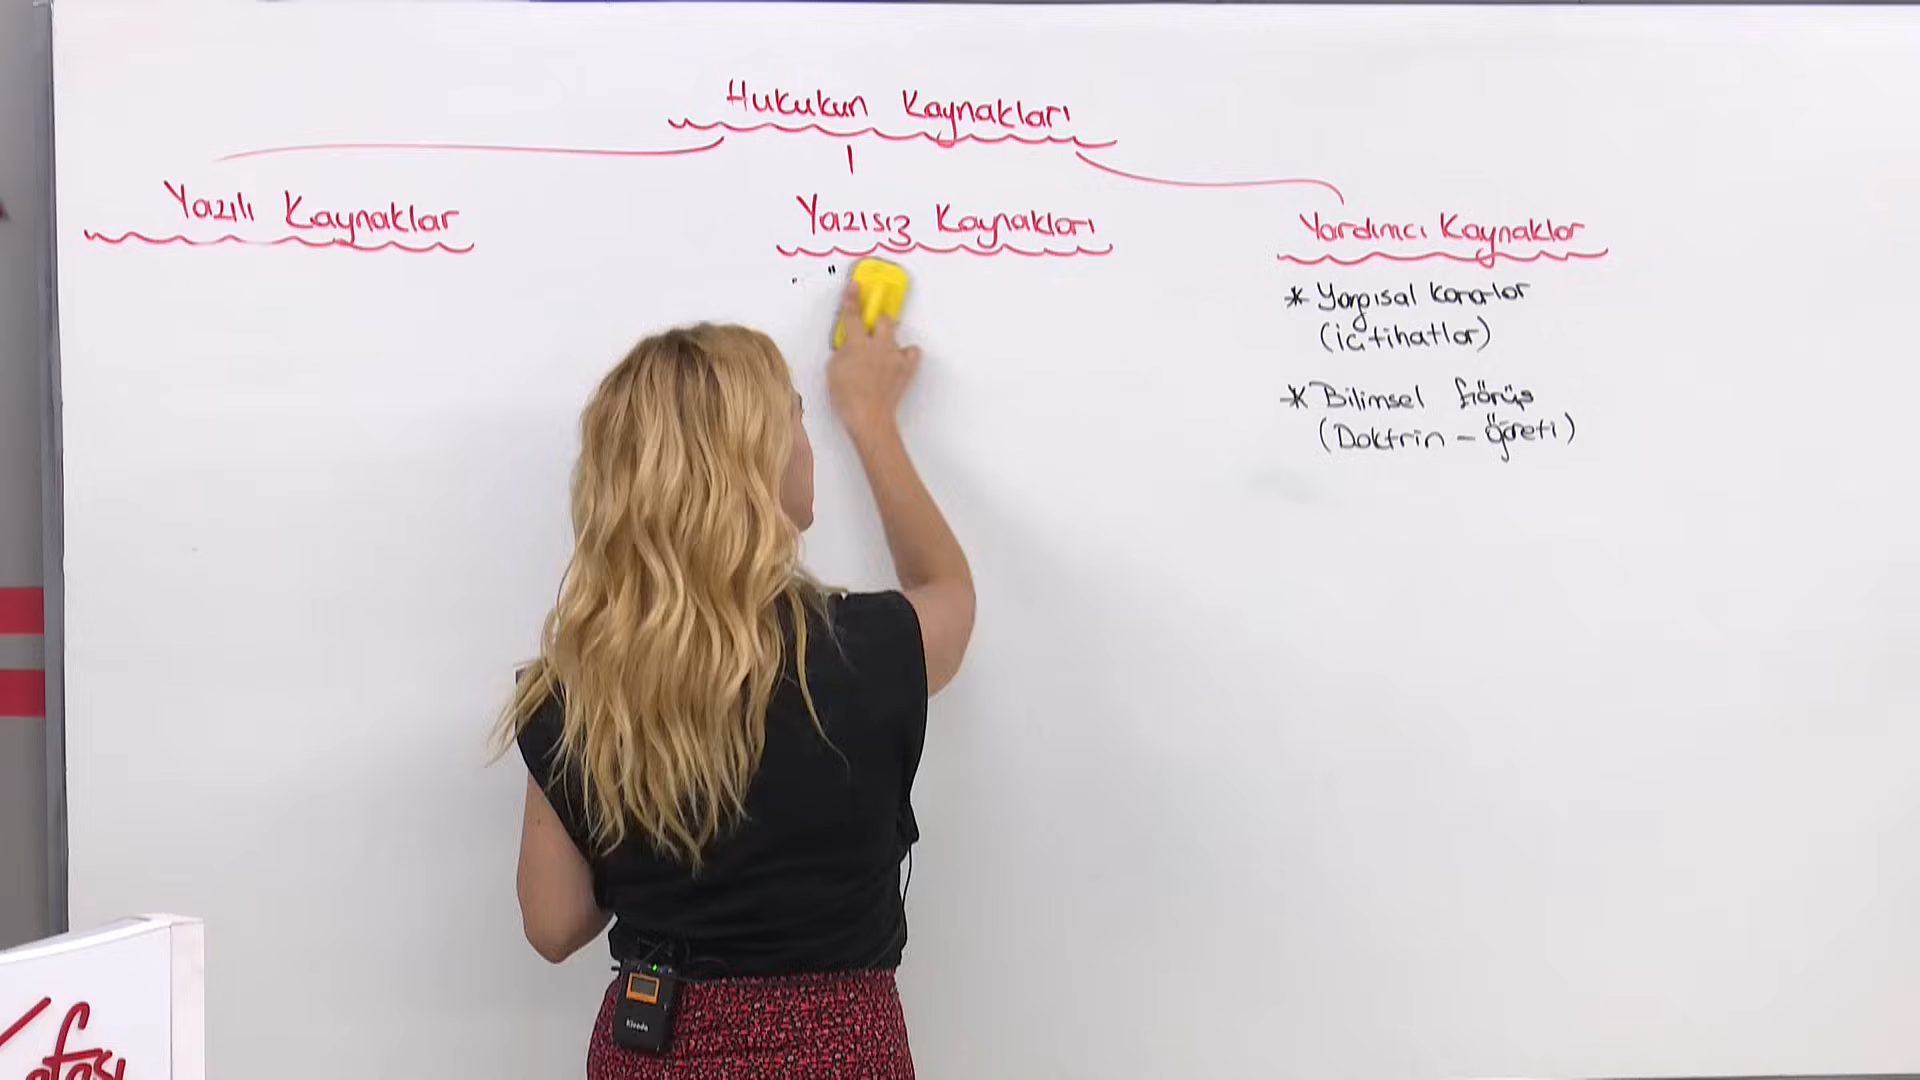 Hukukun Kaynakları
Yazılı Kaynaklar
Yazısız Kaynakları
Yardımcı Kaynaklar
* Yargısal Kararlar
(içtihatlar)
* Bilimsel Görüş
(Doktrin - Öğreti)